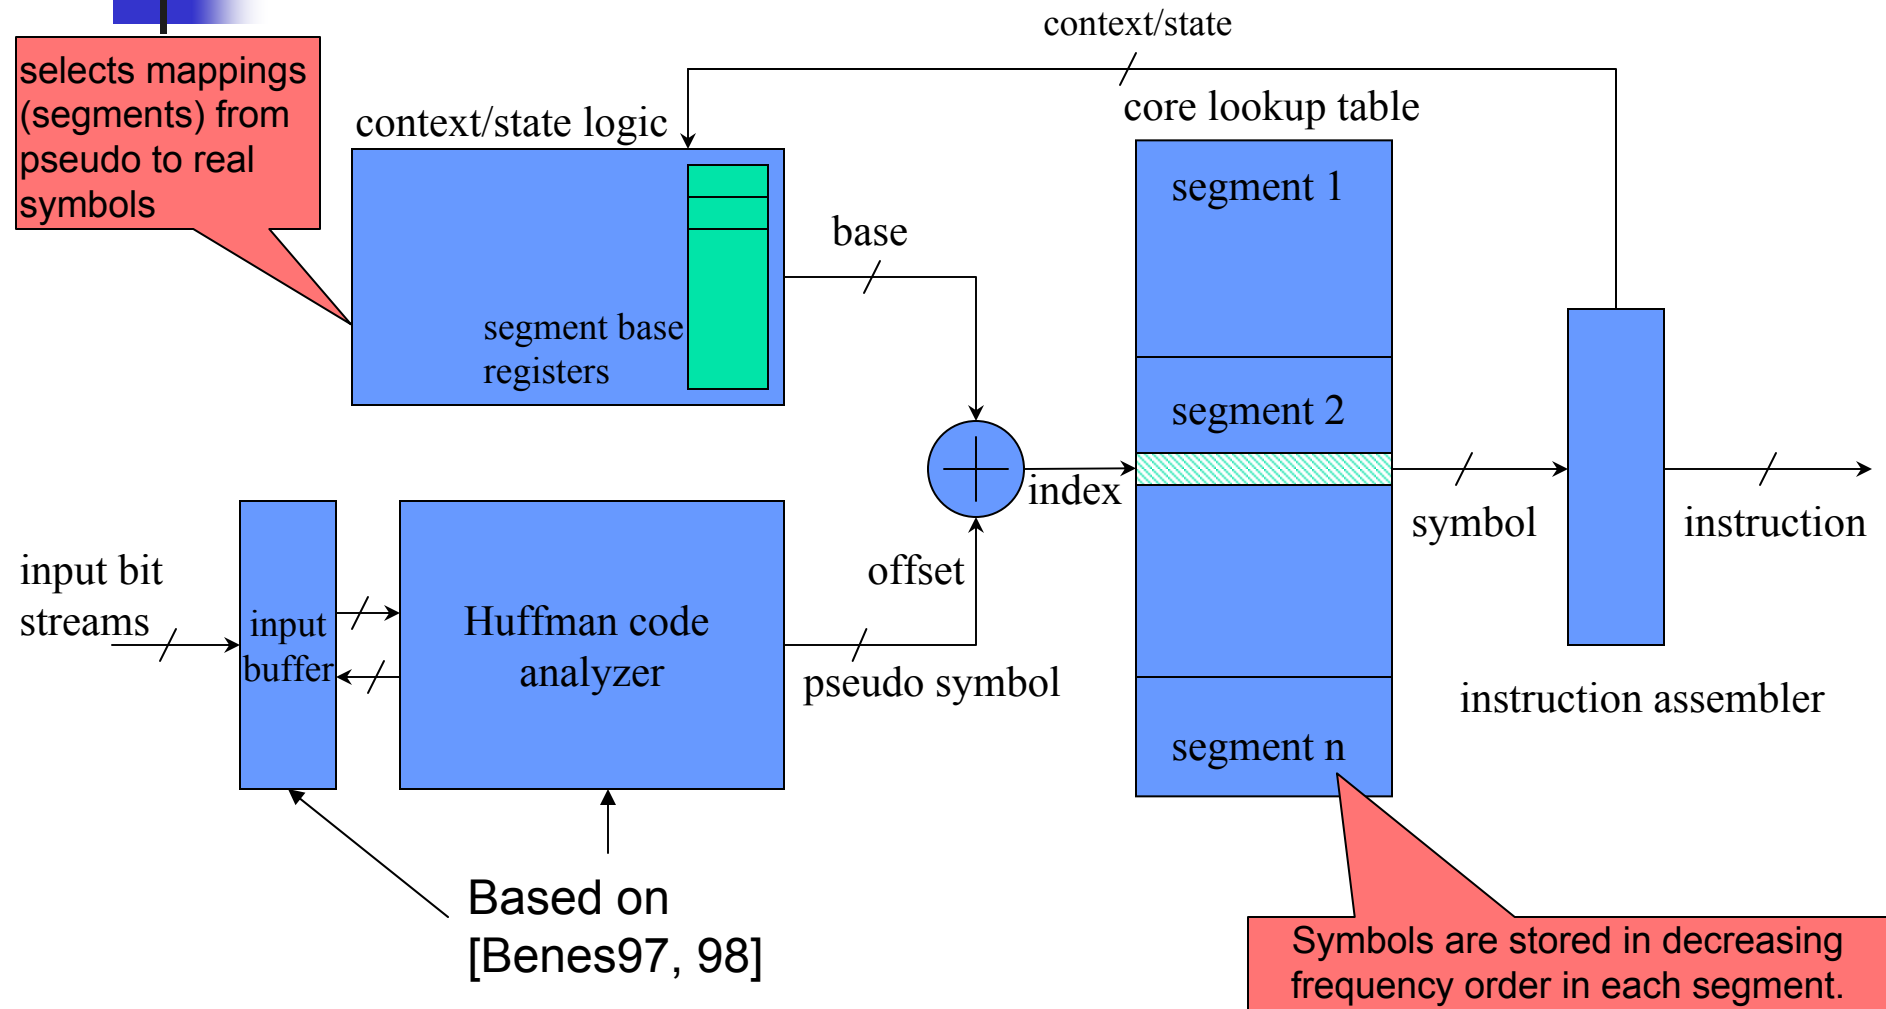 context/state
selects mappings
(segments) from
pseudo to real
symbols
context/state logic
core lookup table
segment 1
base
segment base
registers
segment 2
index
symbol
instruction
input bit
streams
input
buffer
Huffman code
analyzer
offset
pseudo symbol
instruction assembler
segment n
Based on
[Benes97, 98]
Symbols are stored in decreasing
frequency order in each segment.